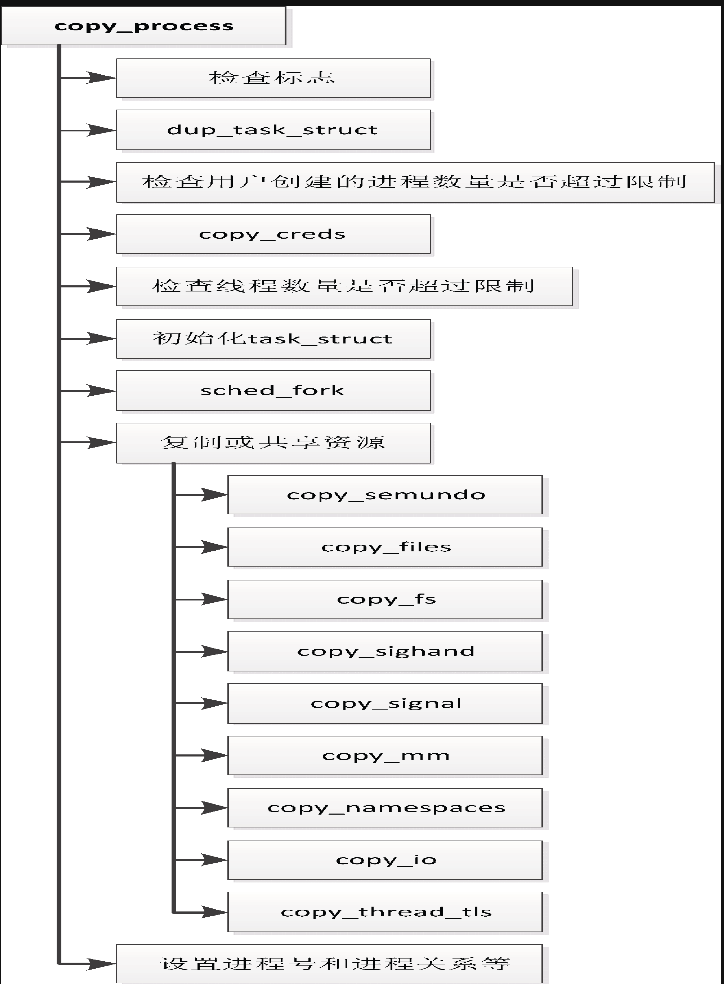 copy_process
检查标志
dup_task_struct
检查用户创建的进程数量是否超过限制
copy_creds
检查线程数量是否超过限制
初始化task_struct
sched_fork
复制或共享资源
copy_semundo
copy_files
copy_fs
copy_sighand
copy_signal
copy_mm
copy_namespaces
copy_io
copy_thread_tls
设置进程号和进程关系等